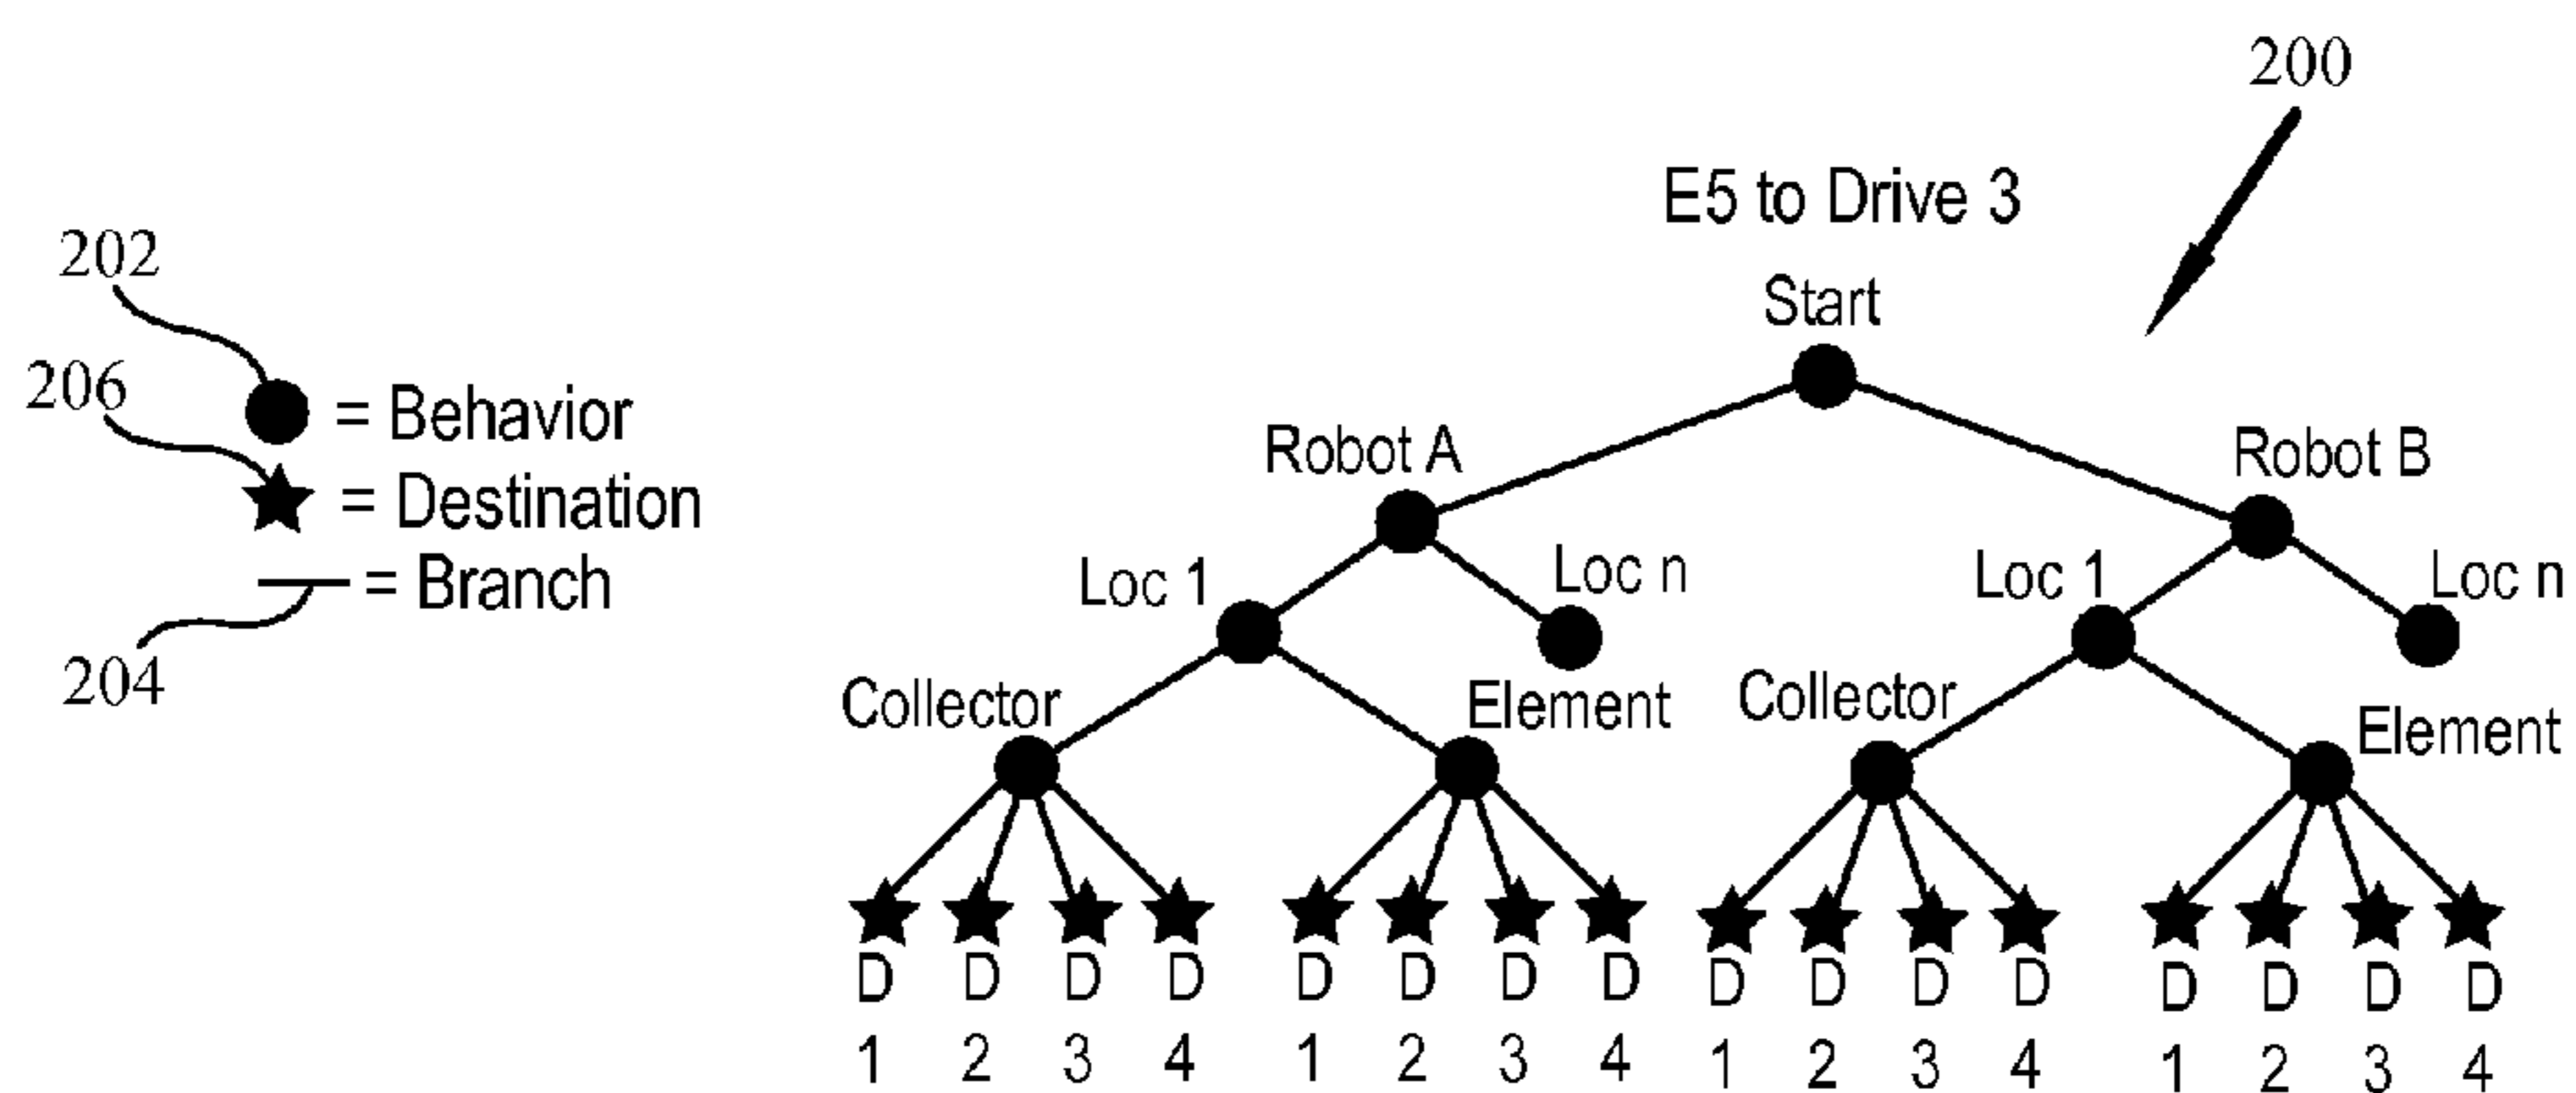 200
E5 to Drive 3
Start
202
206
= Behavior
= Destination
= Branch
204
Robot A
Robot B
Loc 1
Loc n
Loc 1
Loc n
Collector
Element
Collector
Element
D D D D D D D D D D D D D D D D
1 2 3 4 1 2 3 4 1 2 3 4 1 2 3 4